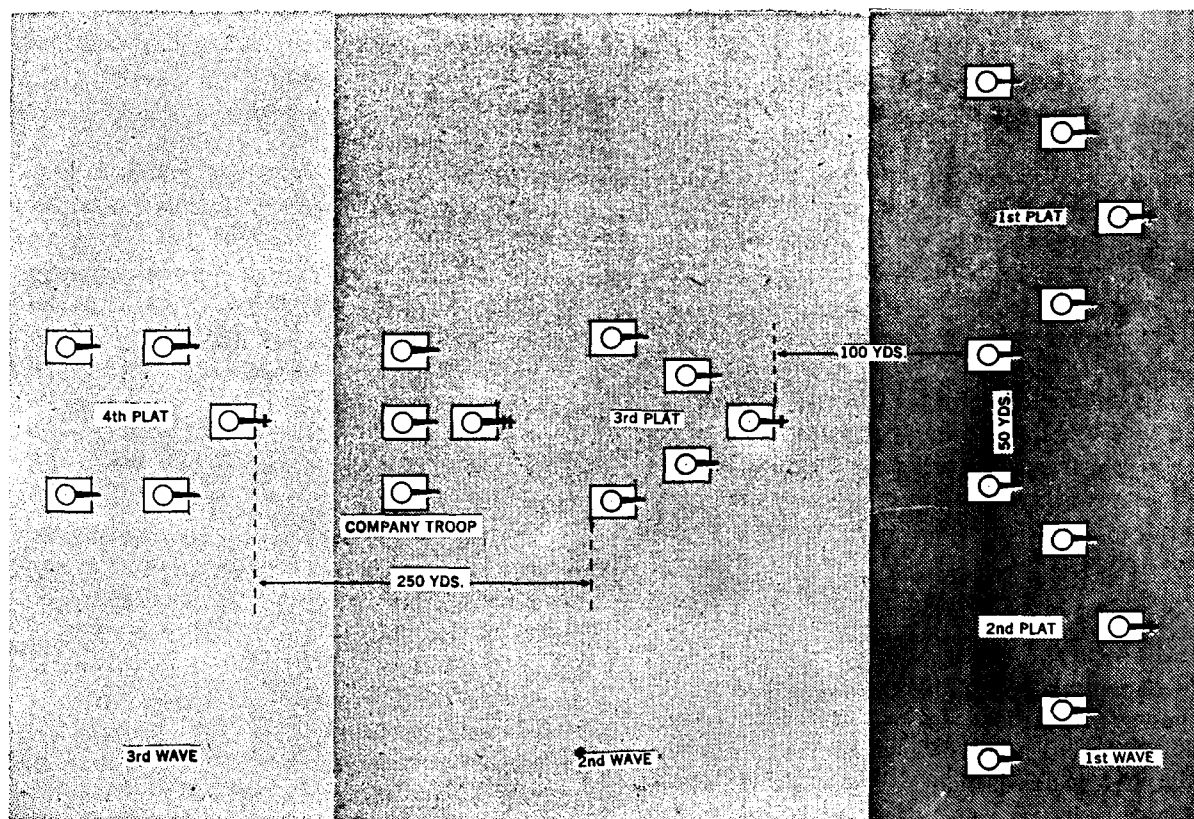 1st PLAT
100 YDS.
4th PLAT
3rd PLAT
50 YDS.
COMPANY TROOP
250 YDS.
2nd PLAT
3rd WAVE
2nd WAVE
1st WAVE